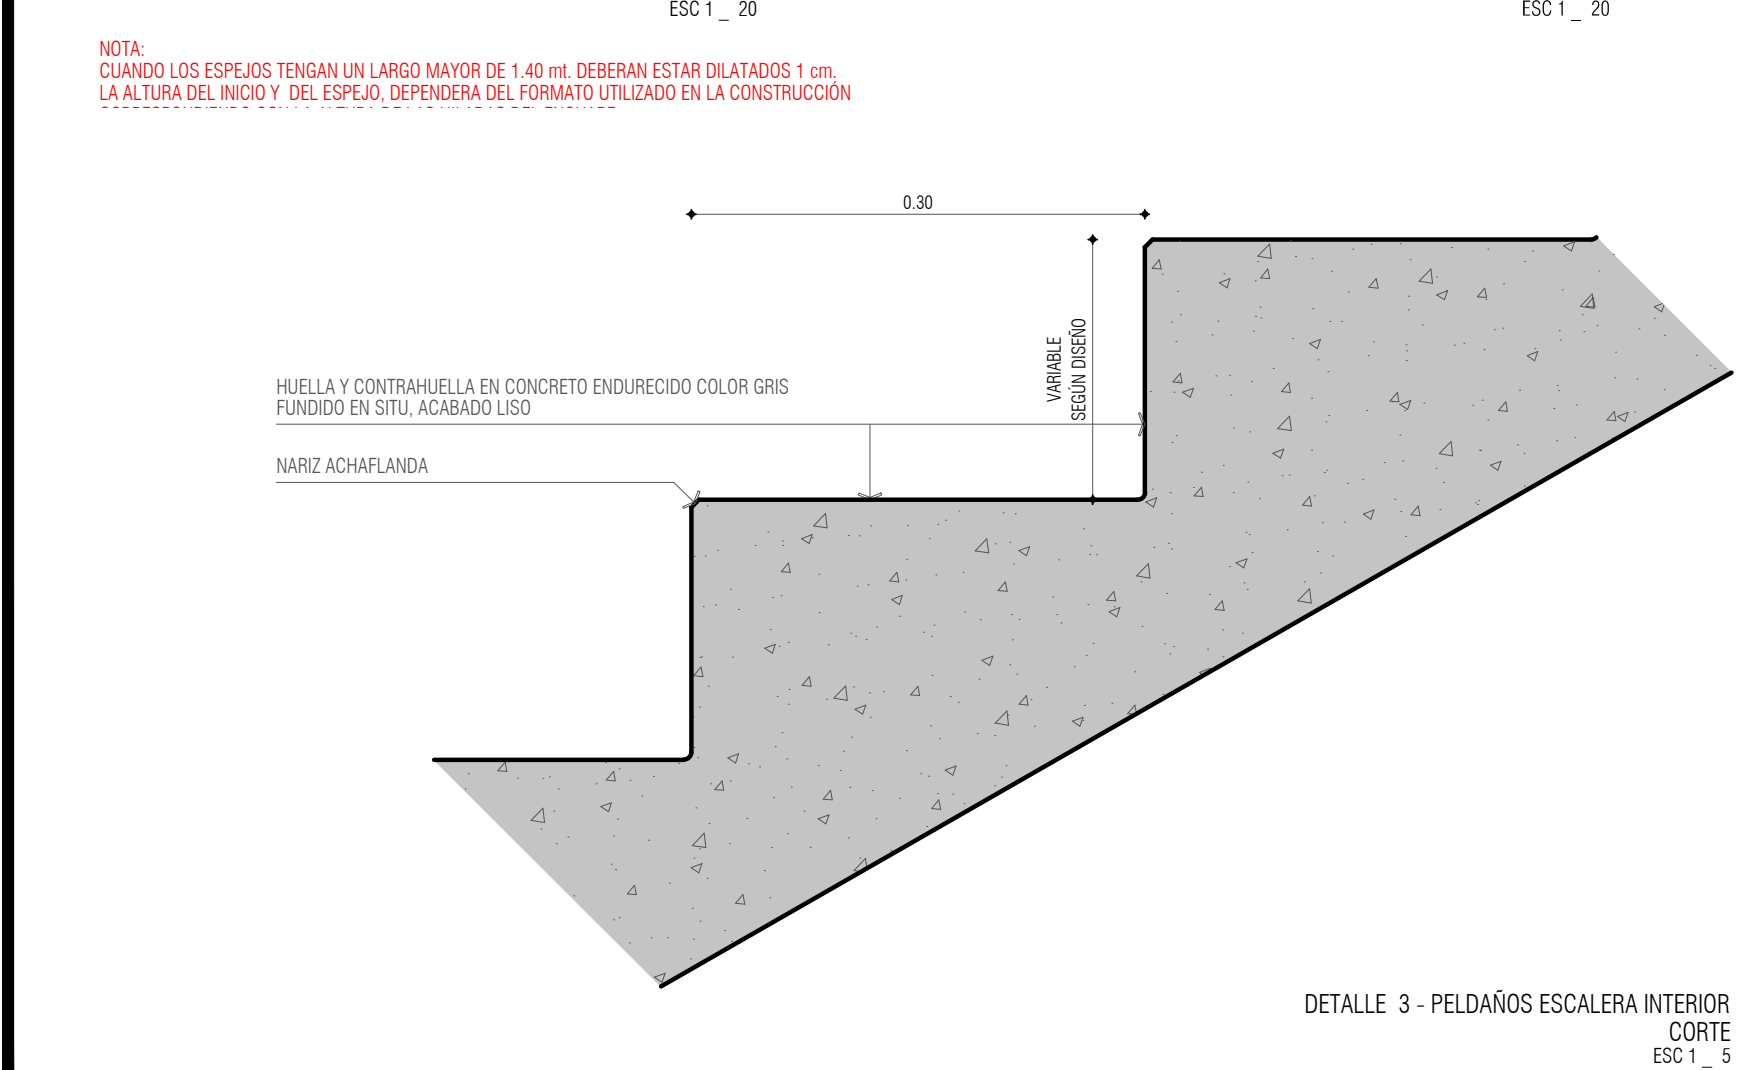 ESC 1 _ 20
ESC 1 _ 20
NOTA:
CUANDO LOS ESPEJOS TENGAN UN LARGO MAYOR DE 1.40 mt. DEBERAN ESTAR DILATADOS 1 cm.
LA ALTURA DEL INICIO Y DEL ESPEJO, DEPENDERA DEL FORMATO UTILIZADO EN LA CONSTRUCCIÓN
0.30
VARIABLE
SEGÚN DISEÑO
HUELLA Y CONTRAHUELLA EN CONCRETO ENDURECIDO COLOR GRIS
FUNDIDO EN SITU, ACABADO LISO
NARIZ ACHAFLANDA
DETALLE 3 - PELDAÑOS ESCALERA INTERIOR
CORTE
ESC 1 _ 5